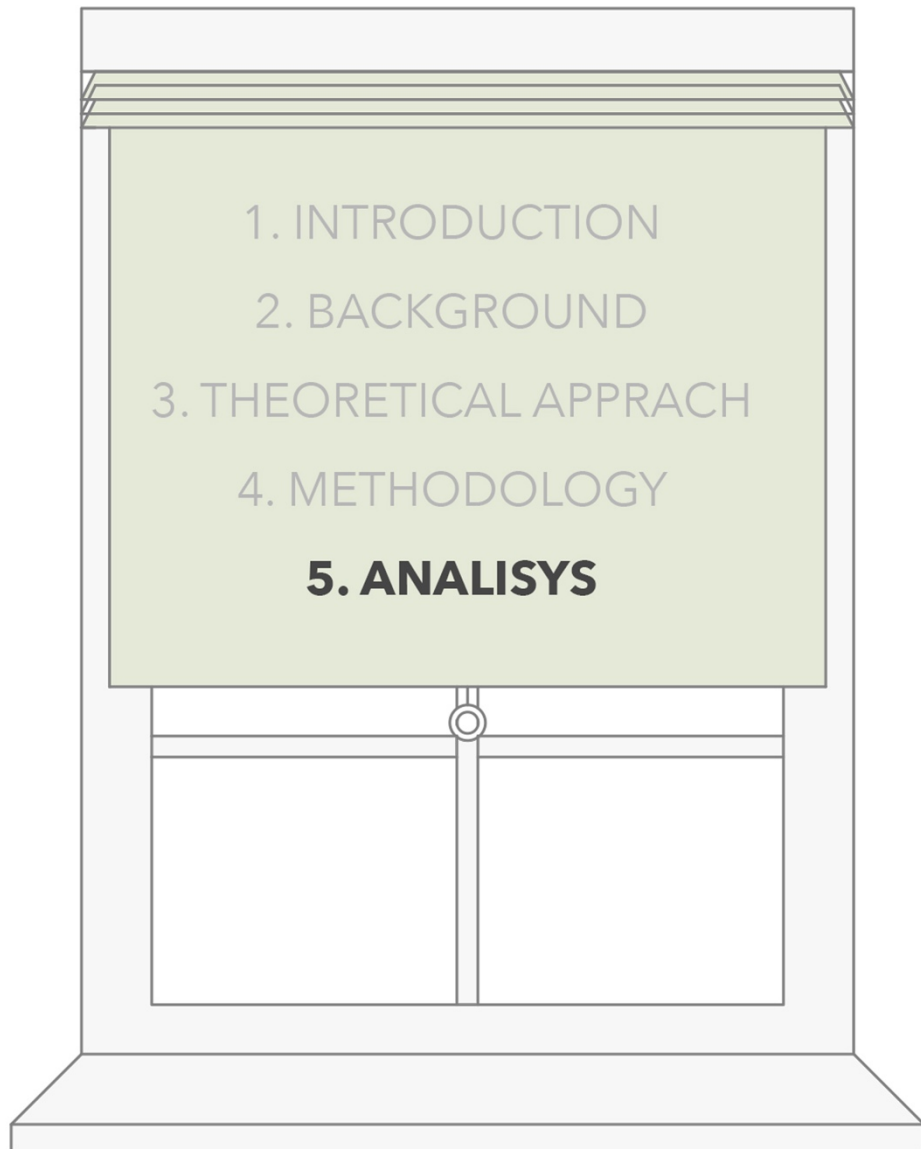 1. INTRODUCTION
2. BACKGROUND
3. THEORETICAL APPRACH
4. METHODOLOGY
5. ANALISYS